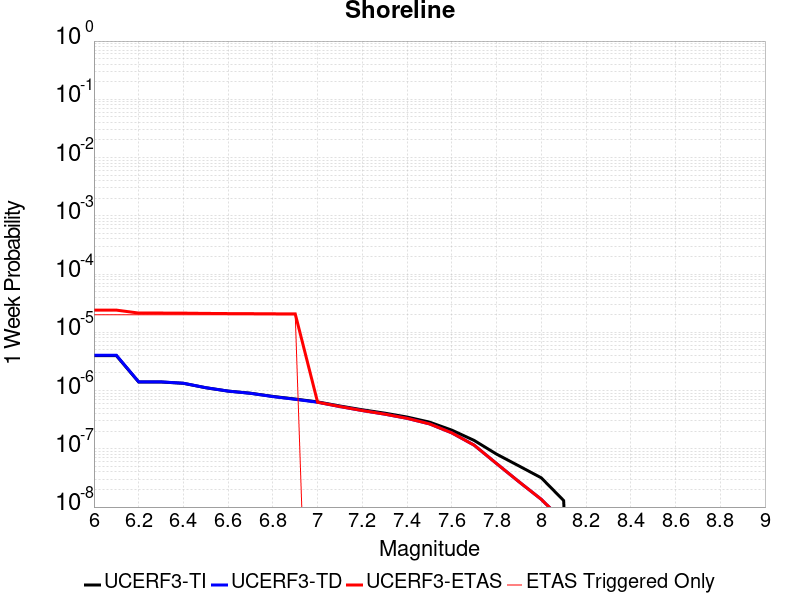 Shoreline
10^0
10^-1
10^-2
10^-3
10^-4
10^-5
10^-6
10^-7
10^-8
1 Week Probability
6 6.2 6.4 6.6 6.8 7 7.2 7.4 7.6 7.8 8 8.2 8.4 8.6 8.8 9
Magnitude
UCERF3-TI UCERF3-TD UCERF3-ETAS ETAS Triggered Only